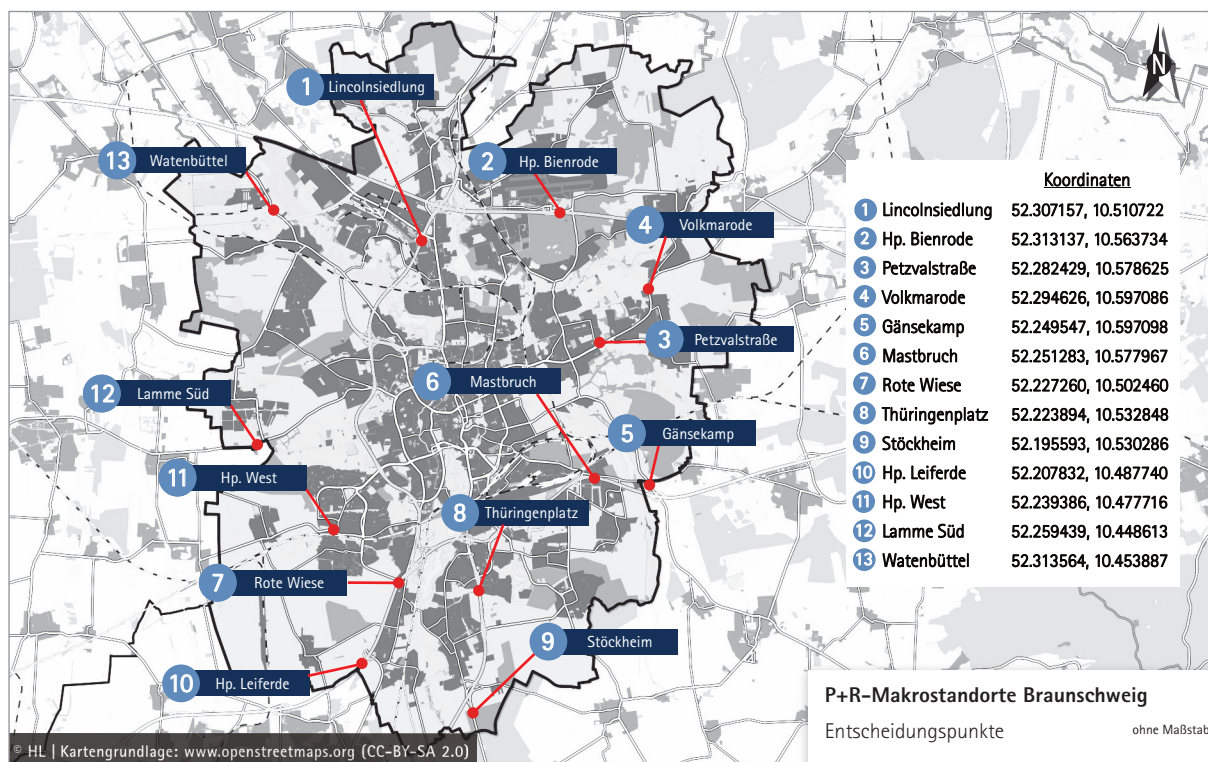 1 Lincolnsiedlung
N
13 Watenbüttel
2 Hp. Bienrode
4 Volkmarode
3 Petzvalstraße
6 Mastbruch
12 Lamme Süd
5 Gänsekamp
11 Hp. West
8 Thüringenplatz
7 Rote Wiese
9 Stöckheim
10 Hp. Leiferde
Koordinaten
1 Lincolnsiedlung 52.307157, 10.510722
2 Hp. Bienrode 52.313137, 10.563734
3 Petzvalstraße 52.282429, 10.578625
4 Volkmarode 52.294626, 10.597086
5 Gänsekamp 52.249547, 10.597098
6 Mastbruch 52.251283, 10.577967
7 Rote Wiese 52.227260, 10.502460
8 Thüringenplatz 52.223894, 10.532848
9 Stöckheim 52.195593, 10.530286
10 Hp. Leiferde 52.207832, 10.487740
11 Hp. West 52.239386, 10.477716
12 Lamme Süd 52.259439, 10.448613
13 Watenbüttel 52.313564, 10.453887
P+R-Makrostandorte Braunschweig
Entscheidungspunkte ohne Maßstab
© HL | Kartengrundlage: www.openstreetmaps.org (CC-BY-SA 2.0)